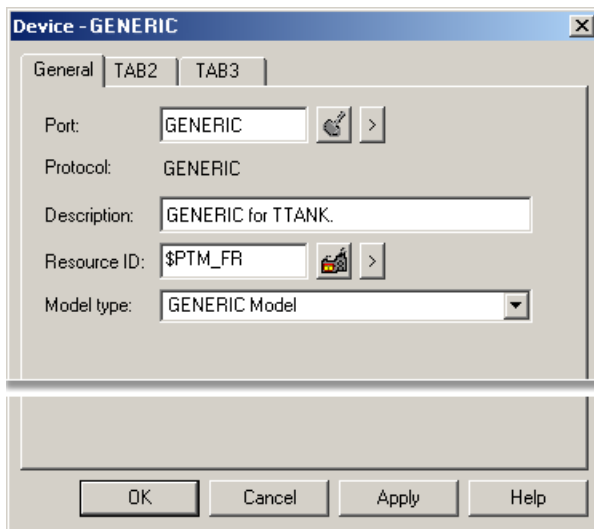 Device - GENERIC
General TAB2 TAB3
Port: GENERIC >
Protocol: GENERIC
Description: GENERIC for TTANK.
Resource ID: $PTM_FR >
Model type: GENERIC Model
OK Cancel Apply Help